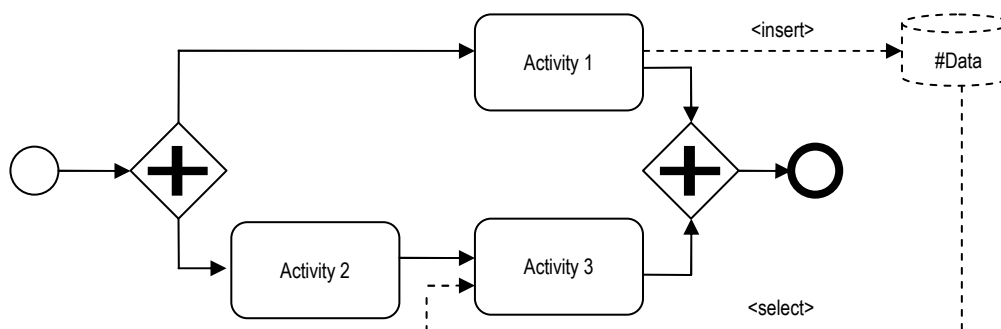 <insert>
Activity 1
#Data
Activity 2
Activity 3
<select>